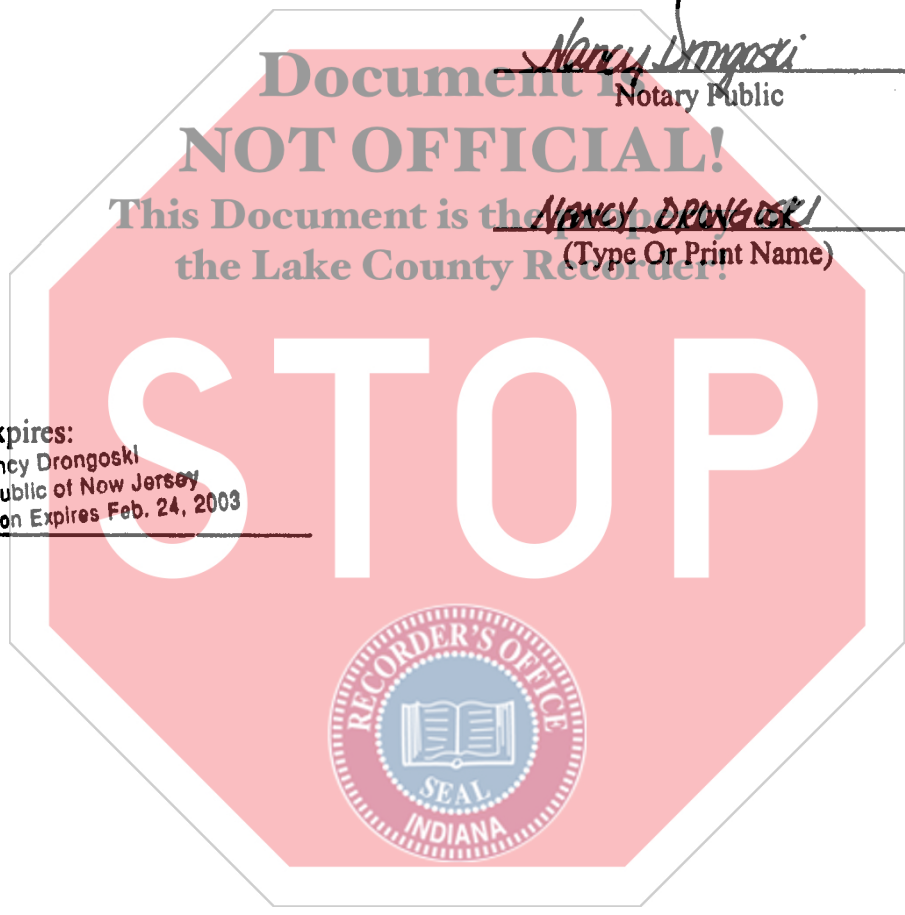 Nancy Drongoski
Document is
Notary Public
NOT OFFICIAL!
NANCY DRONGOSKI
This Document is the property
(Type Or Print Name)
the Lake County Recorder!
STOP
xpires:
ncy Drongoski
ublic of New Jersey
on Expires Feb. 24, 2003
RECORDER'S OFFICE
SEAL
INDIANA